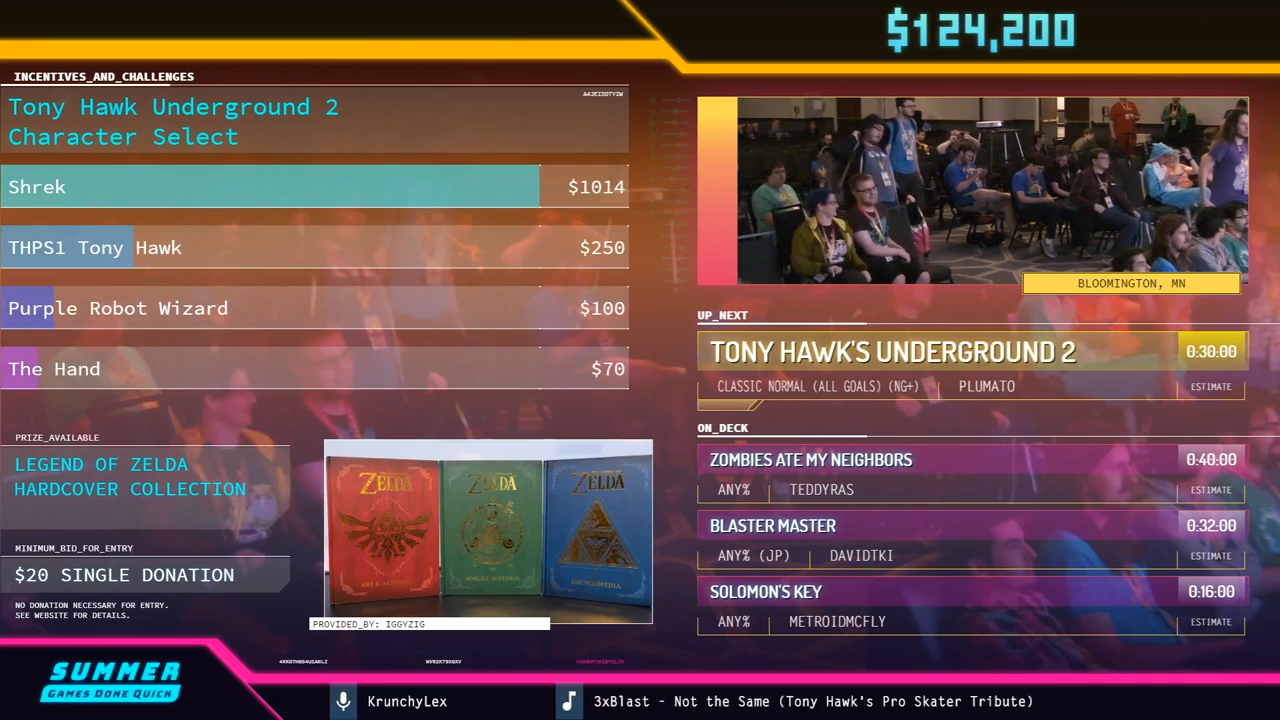 $124,200
INCENTIVES_AND_CHALLENGES
Tony Hawk Underground 2
Character Select
Shrek $1014
THPS1 Tony Hawk $250
Purple Robot Wizard $100
The Hand $70
BLOOMINGTON, MN
UP_NEXT
TONY HAWK'S UNDERGROUND 2 0:30:00
CLASSIC NORMAL (ALL GOALS) (NG+) PLUMATO ESTIMATE
ON_DECK
ZOMBIES ATE MY NEIGHBORS 0:40:00
ANY% TEDDYRAS ESTIMATE
BLASTER MASTER 0:32:00
ANY% (JP) DAVIDTKI ESTIMATE
SOLOMON'S KEY 0:16:00
ANY% METROIDMCFLY ESTIMATE
PRIZE_AVAILABLE
LEGEND OF ZELDA
HARDCOVER COLLECTION
MINIMUM_BID_FOR_ENTRY
$20 SINGLE DONATION
NO DONATION NECESSARY FOR ENTRY.
SEE WEBSITE FOR DETAILS.
ZELDA
ART & ARTIFACTS
ZELDA
HYRULE HISTORIA
ZELDA
ENCYCLOPEDIA
PROVIDED_BY: IGGYZIG
SUMMER
GAMES DONE QUICK
KrunchyLex
3xBlast - Not the Same (Tony Hawk's Pro Skater Tribute)